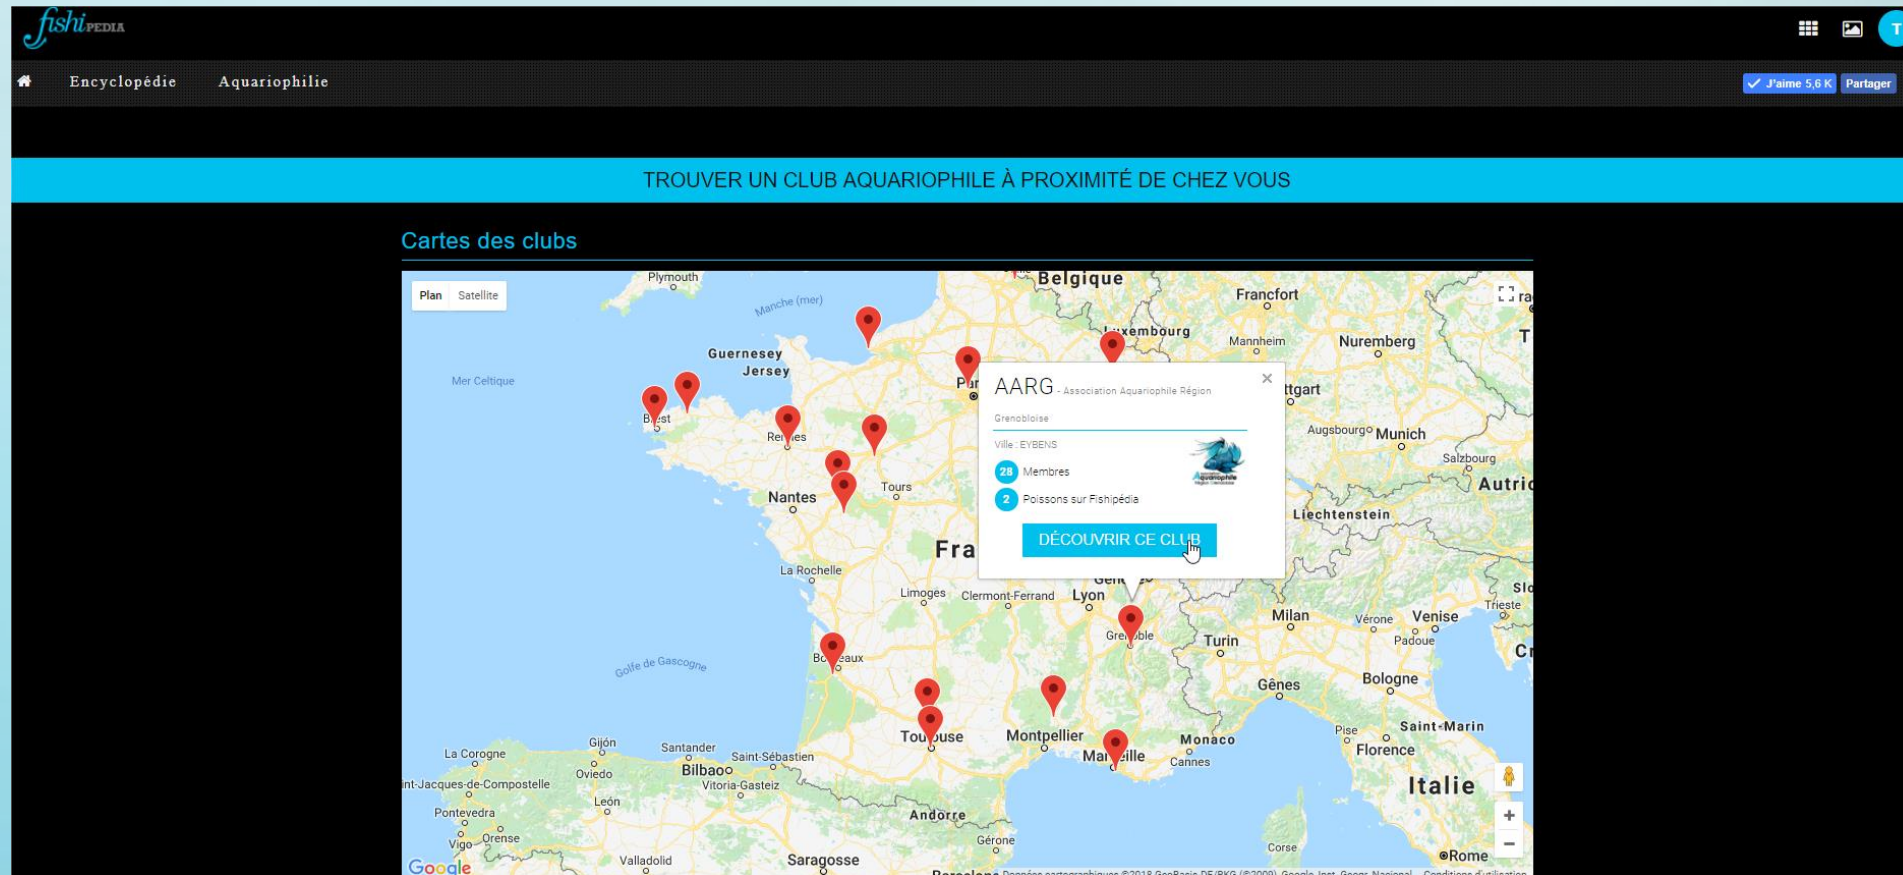 fishiPEDIA
T
Encyclopédie Aquariophilie
J'aime 5,6 K Partager
TROUVER UN CLUB AQUARIOPHILE À PROXIMITÉ DE CHEZ VOUS
Cartes des clubs
Plan Satellite
Plymouth
Belgique
Manche (mer)
Francfort
Luxembourg
Mannheim
Nuremberg
Guernesey
Jersey
Mer Celtique
AARG - Association Aquariophile Région
Grenobloise
Ville : EYBENS
28 Membres
2 Poissons sur Fishipédia
DÉCOUVRIR CE CLUB
Augsbourg
Munich
Salzbourg
Liechtenstein
Tours
Nantes
La Rochelle
Limoges
Clermont-Ferrand
Lyon
Milan
Vérone
Venise
Trieste
Padoue
Turin
Golfe de Gascogne
Gênes
Bologne
Montpellier
Monaco
Cannes
Pise
Saint-Marin
Florence
La Corogne
Gijón
Oviedo
Santander
Saint-Sébastien
Bilbao
Vitoria-Gasteiz
León
Pontevedra
Vigo
Orense
Andorre
Gérone
Corse
Italie
Rome
Valladolid
Saragosse
Google